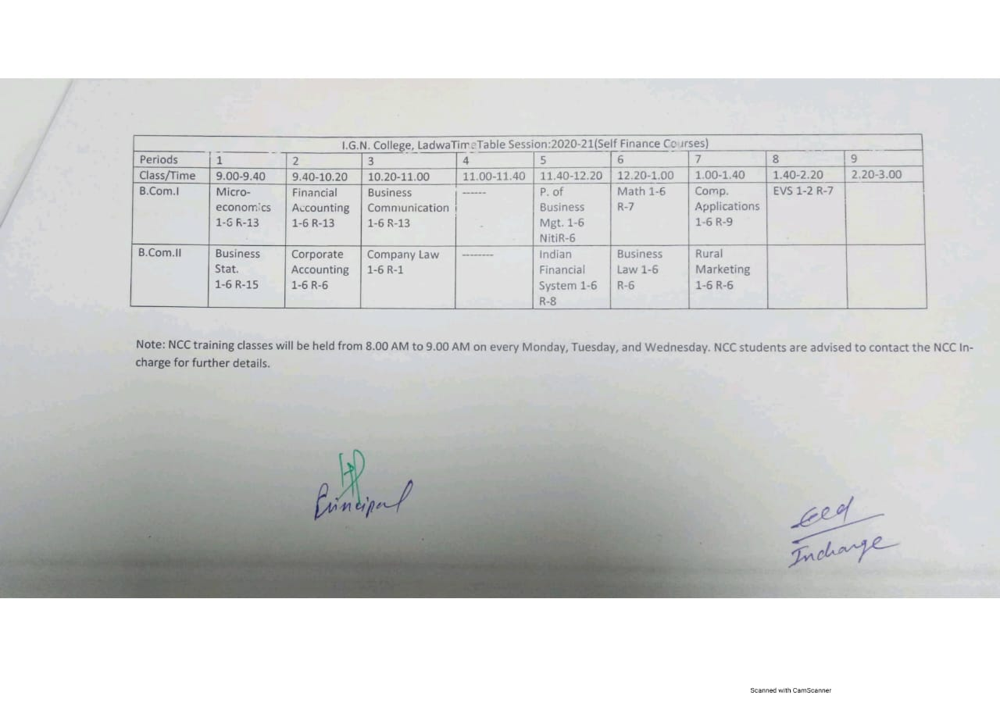 I.G.N. College, LadwaTimeTable Session:2020-21(Self Finance Courses)
Periods 1 2 3 4 5 6 7 8 9
Class/Time 9.00-9.40 9.40-10.20 10.20-11.00 11.00-11.40 11.40-12.20 12.20-1.00 1.00-1.40 1.40-2.20 2.20-3.00
B.Com.I Micro- Financial Business ------ P. of Math 1-6 Comp. EVS 1-2 R-7
economics Accounting Communication Business R-7 Applications
1-6 R-13 1-6 R-13 1-6 R-13 Mgt. 1-6 1-6 R-9
NitiR-6
B.Com.II Business Corporate Company Law -------- Indian Business Rural
Stat. Accounting 1-6 R-1 Financial Law 1-6 Marketing
1-6 R-15 1-6 R-6 System 1-6 R-6 1-6 R-6
R-8
Note: NCC training classes will be held from 8.00 AM to 9.00 AM on every Monday, Tuesday, and Wednesday. NCC students are advised to contact the NCC In-
charge for further details.
Principal
Incharge
Scanned with CamScanner